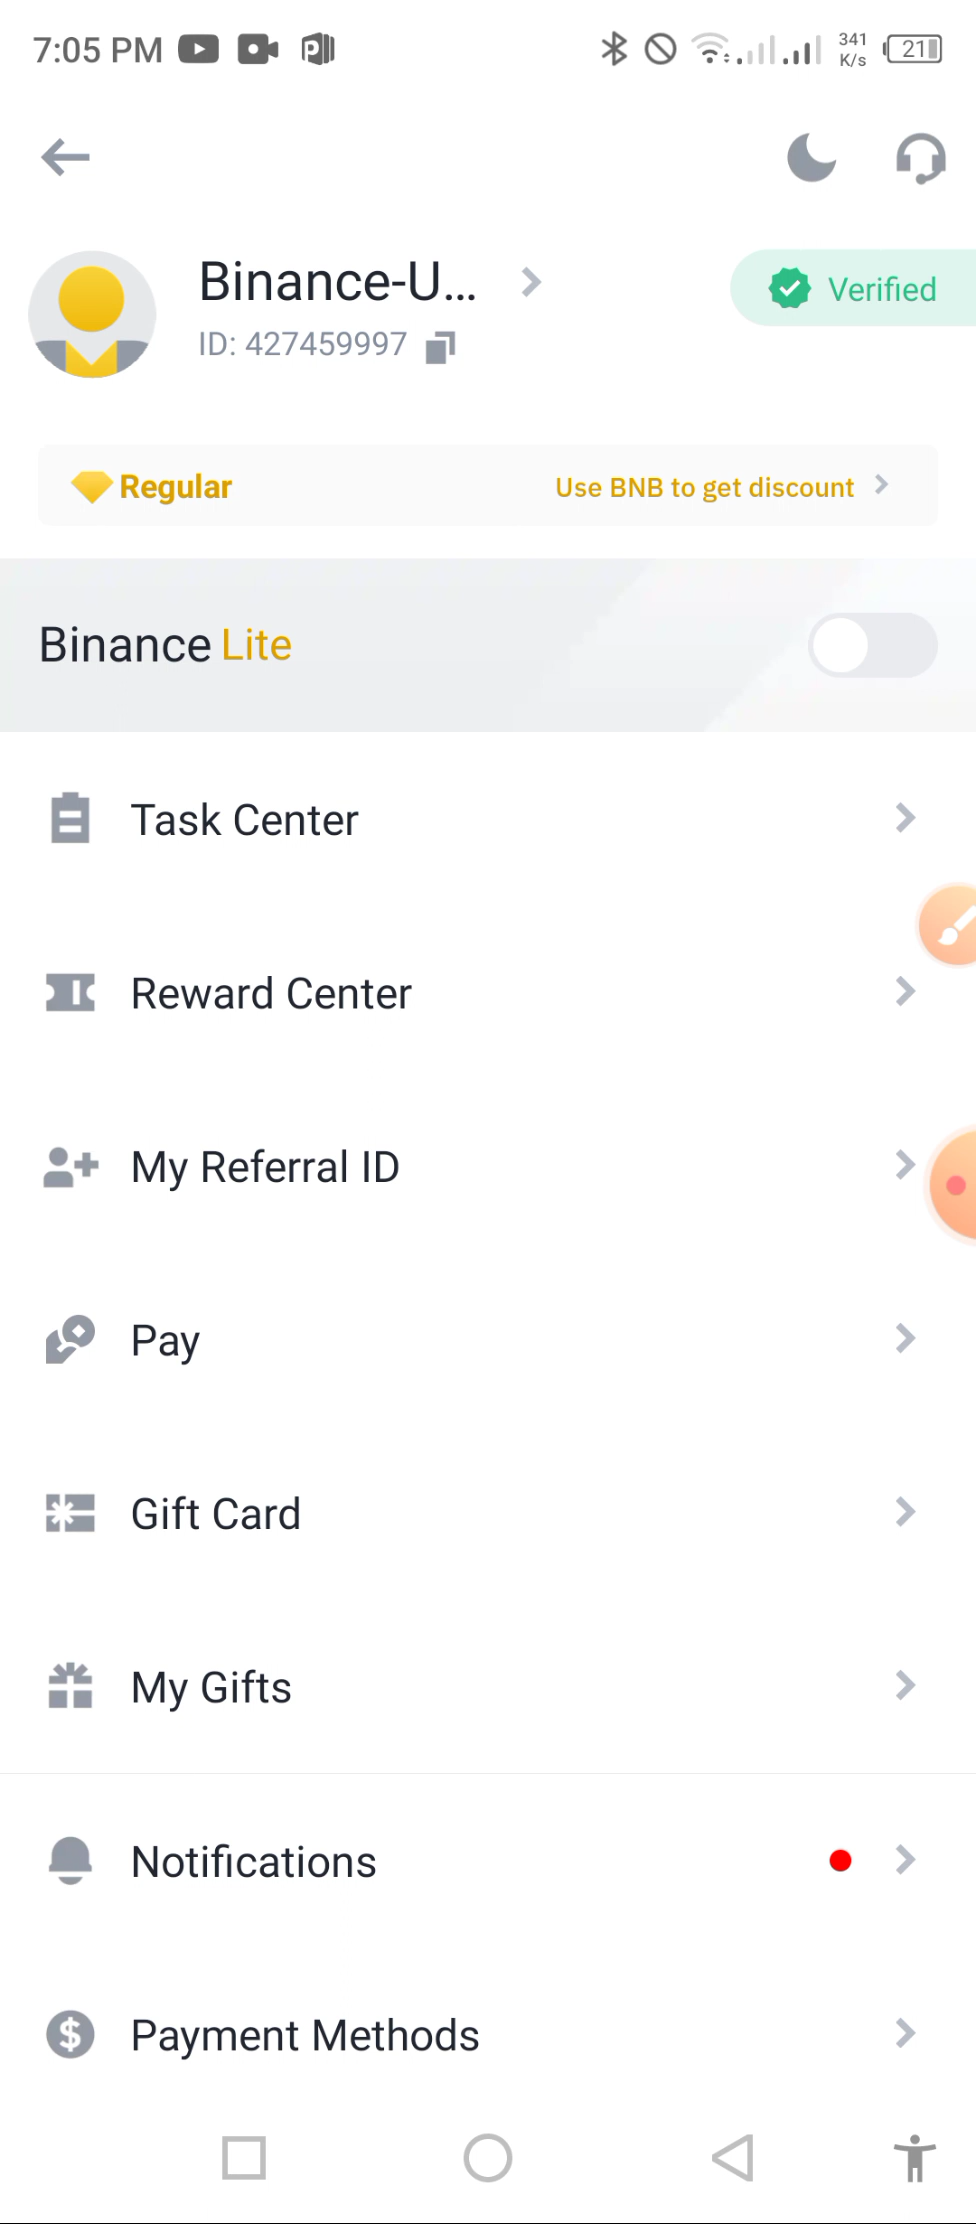 7:05 PM
341
K/s
21
Binance-U...
Verified
ID: 427459997
Regular
Use BNB to get discount
Binance Lite
Task Center
Reward Center
My Referral ID
Pay
Gift Card
My Gifts
Notifications
Payment Methods